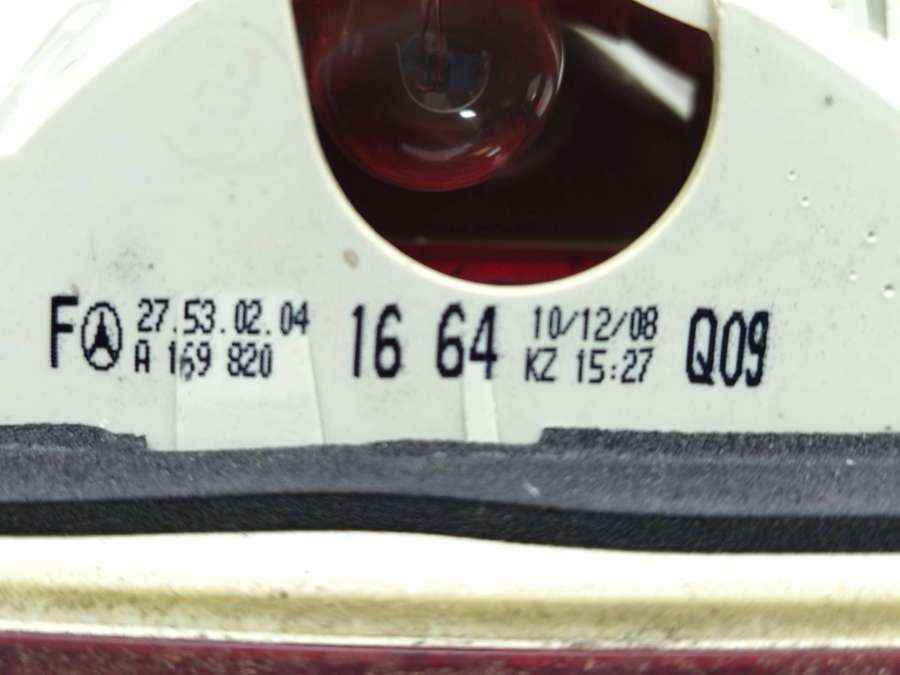 F 27.53.02.04 16 64 10/12/08 Q09
A 169 820 KZ 15:27